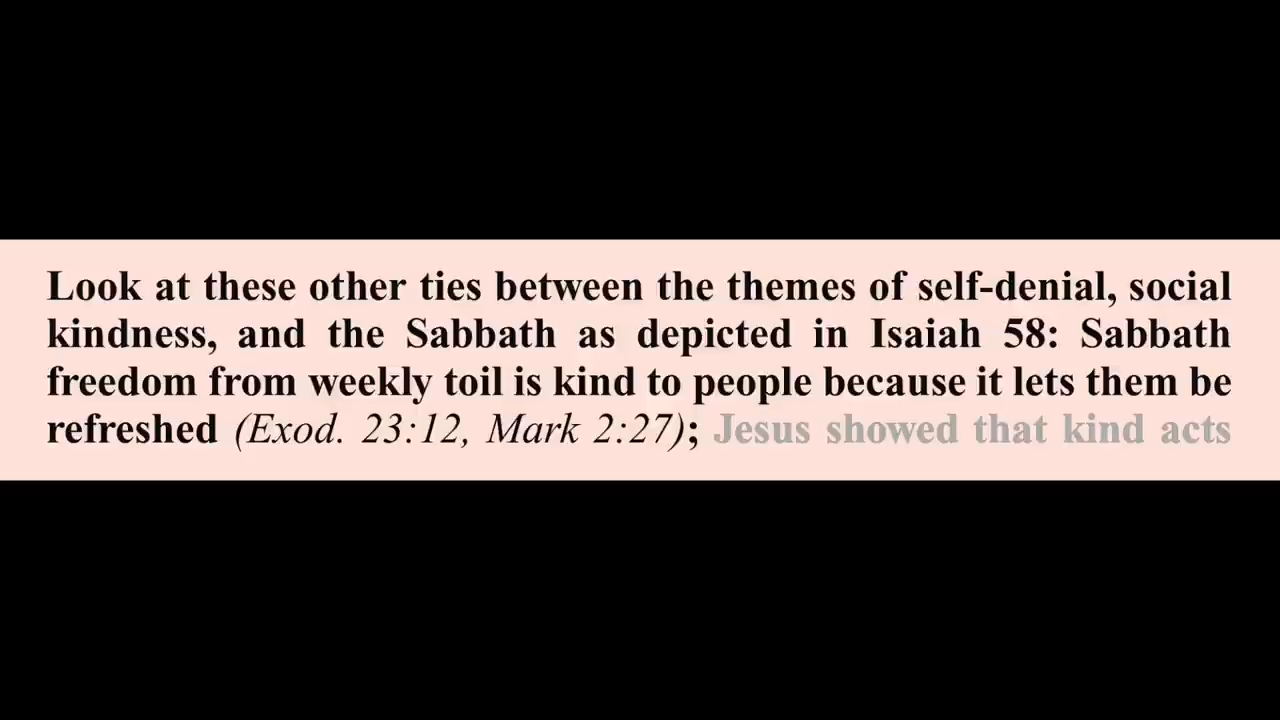 Look at these other ties between the themes of self-denial, social
kindness, and the Sabbath as depicted in Isaiah 58: Sabbath
freedom from weekly toil is kind to people because it lets them be
refreshed (Exod. 23:12, Mark 2:27); Jesus showed that kind acts